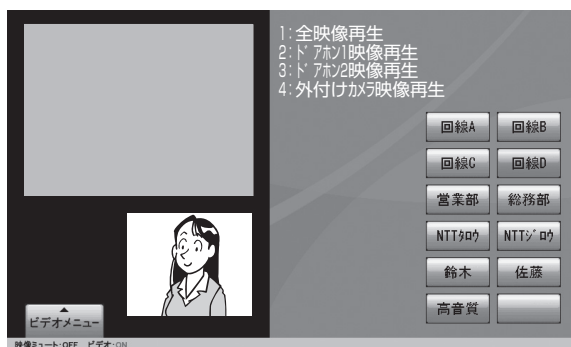 1:全映像再生
2:ﾄﾞｱﾎﾝ1映像再生
3:ﾄﾞｱﾎﾝ2映像再生
4:外付けｶﾒﾗ映像再生
回線A 回線B
回線C 回線D
営業部 総務部
NTTﾀﾛｳ NTTｼﾞﾛｳ
鈴木 佐藤
高音質
ビデオメニュー
映像ミュート:OFF ビデオ:ON